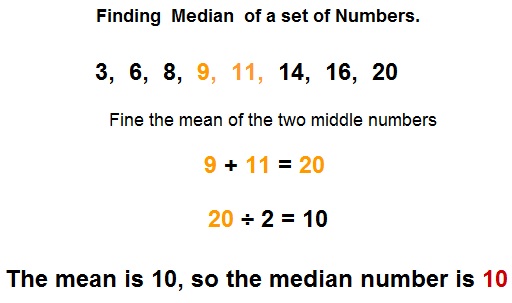 Finding Median of a set of Numbers.
3, 6, 8, 9, 11, 14, 16, 20
Fine the mean of the two middle numbers
9 + 11 = 20
20 ÷ 2 = 10
The mean is 10, so the median number is 10